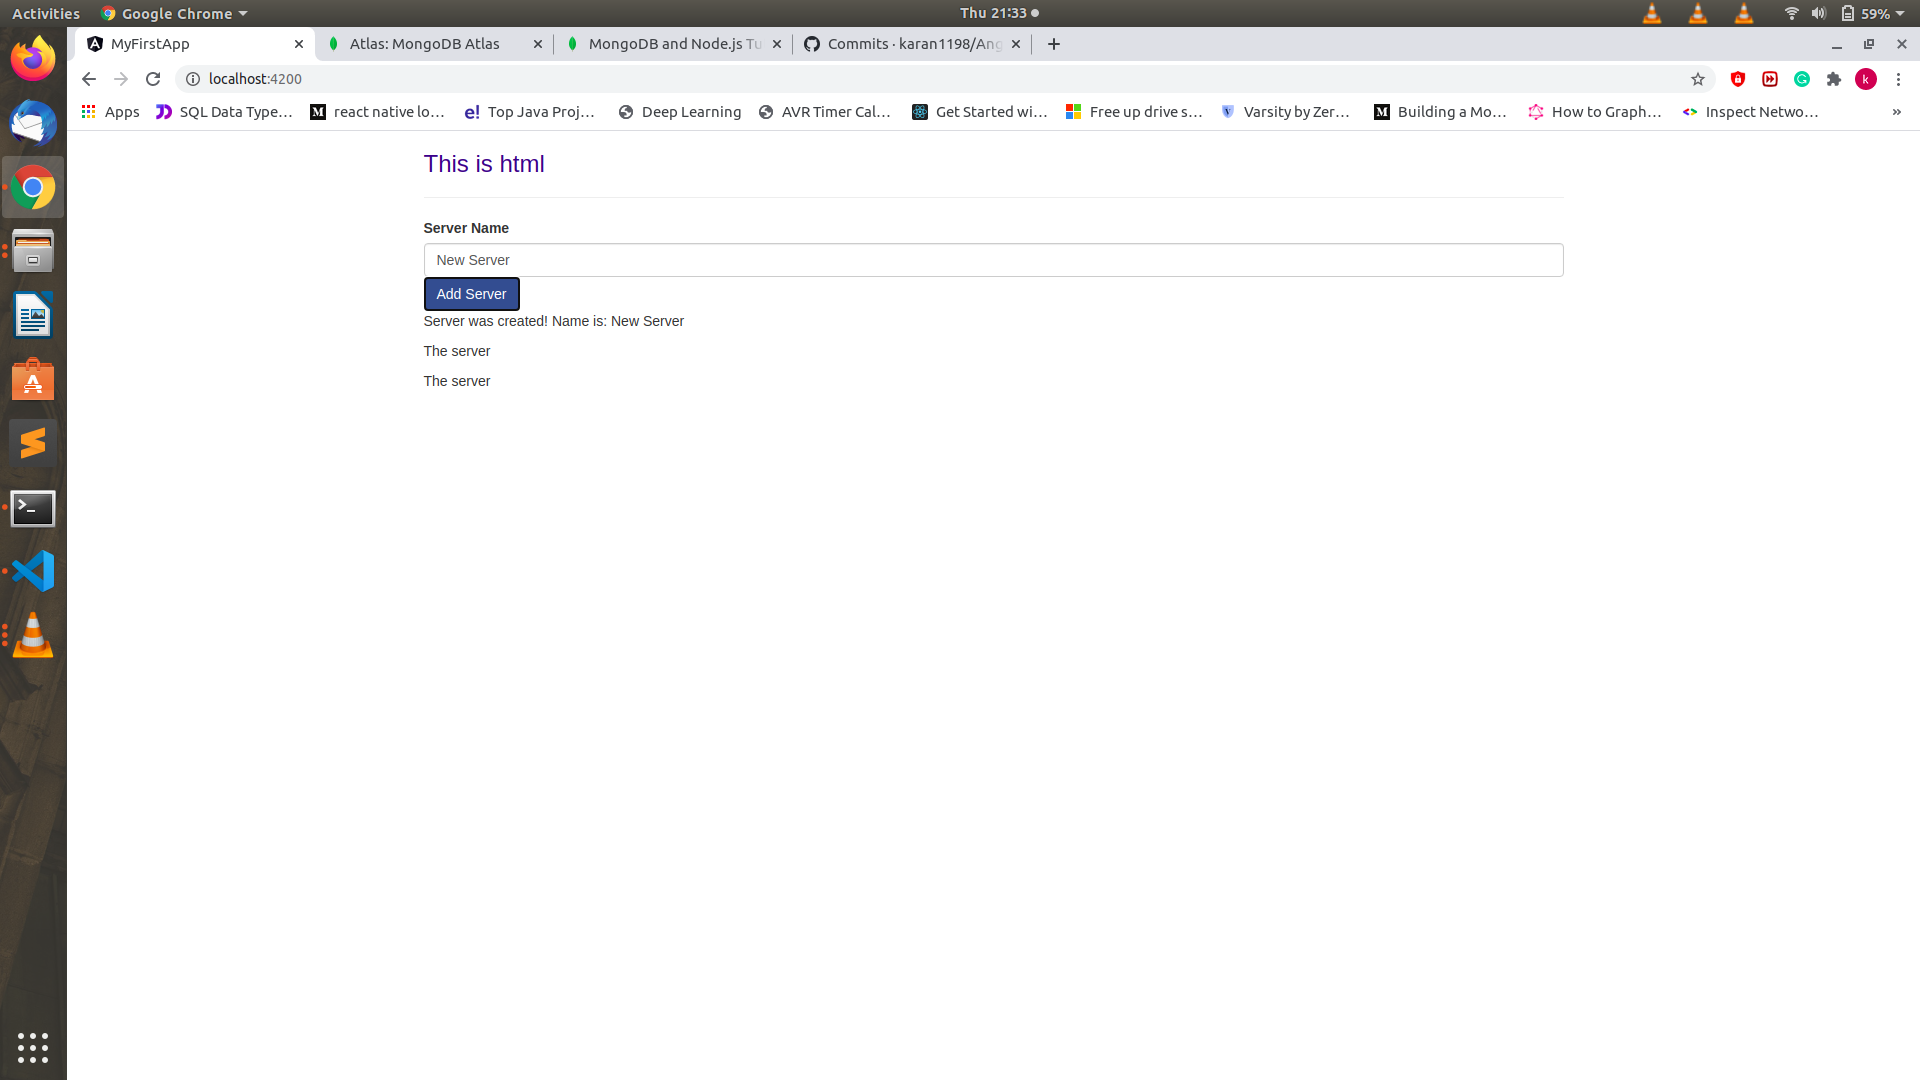 Activities Google Chrome Thu 21:33 59%
MyFirstApp Atlas: MongoDB Atlas MongoDB and Node.js Tu Commits · karan1198/Ang
localhost:4200 k
Apps SQL Data Type… react native lo… e! Top Java Proj… Deep Learning AVR Timer Cal… Get Started wi… Free up drive s… Varsity by Zer… Building a Mo… How to Graph… Inspect Netwo… »
This is html
Server Name
New Server
Add Server
Server was created! Name is: New Server
The server
The server